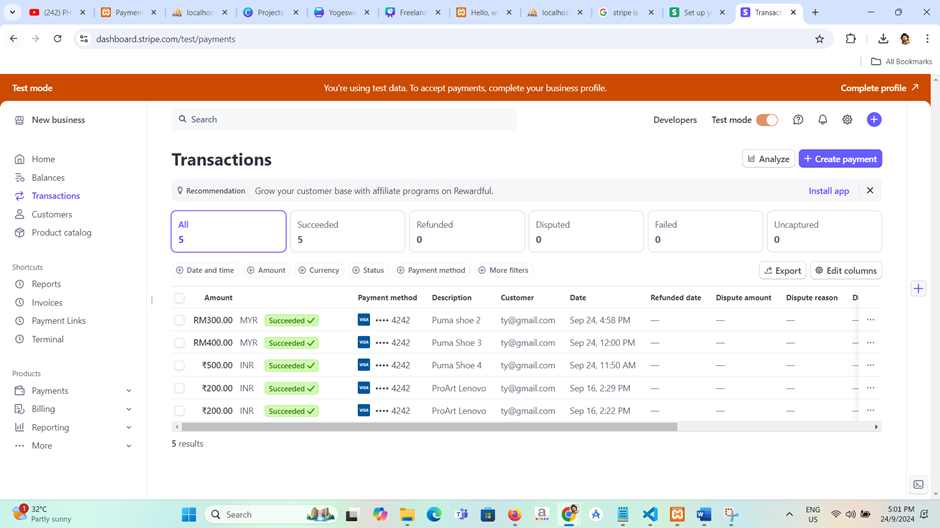 (242) PH
Payment
localhos
Projects
Yogeswa
Freelanc
Hello, w
localhos
stripe is
Set up y
Transac
dashboard.stripe.com/test/payments
All Bookmarks
Test mode
You're using test data. To accept payments, complete your business profile.
Complete profile
New business
Search
Developers
Test mode
Home
Balances
Transactions
Customers
Product catalog
Shortcuts
Reports
Invoices
Payment Links
Terminal
Products
Payments
Billing
Reporting
More
Transactions
Analyze
+ Create payment
Recommendation Grow your customer base with affiliate programs on Rewardful.
Install app
All
5
Succeeded
5
Refunded
0
Disputed
0
Failed
0
Uncaptured
0
Date and time Amount Currency Status Payment method More filters
Export Edit columns
Amount Payment method Description Customer Date Refunded date Dispute amount Dispute reason D
RM300.00 MYR Succeeded ✓ VISA •••• 4242 Puma shoe 2 ty@gmail.com Sep 24, 4:58 PM — — — — ···
RM400.00 MYR Succeeded ✓ VISA •••• 4242 Puma Shoe 3 ty@gmail.com Sep 24, 12:00 PM — — — — ···
₹500.00 INR Succeeded ✓ VISA •••• 4242 Puma Shoe 4 ty@gmail.com Sep 24, 11:50 AM — — — — ···
₹200.00 INR Succeeded ✓ VISA •••• 4242 ProArt Lenovo ty@gmail.com Sep 16, 2:29 PM — — — — ···
₹200.00 INR Succeeded ✓ VISA •••• 4242 ProArt Lenovo ty@gmail.com Sep 16, 2:22 PM — — — — ···
5 results
1
32°C
Partly sunny
Search
ENG
US
5:01 PM
24/9/2024